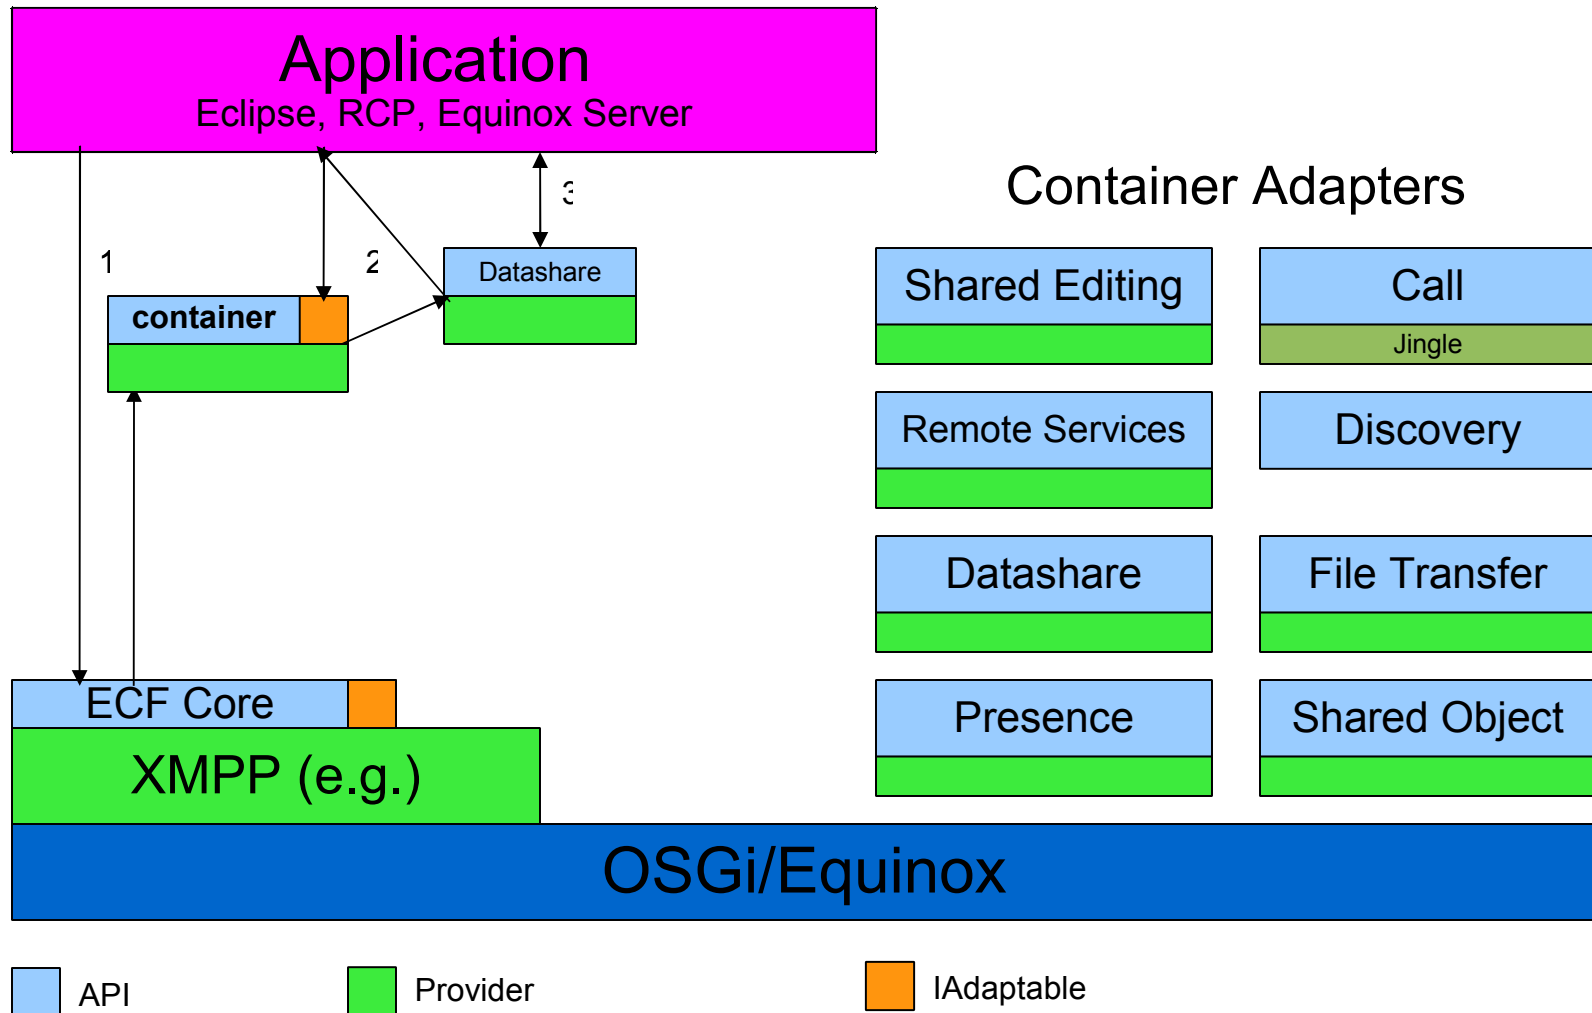 Application
Eclipse, RCP, Equinox Server
Container Adapters
1
2
3
container
Datashare
Shared Editing
Call
Jingle
Remote Services
Discovery
Datashare
File Transfer
Presence
Shared Object
ECF Core
XMPP (e.g.)
OSGi/Equinox
API
Provider
IAdaptable